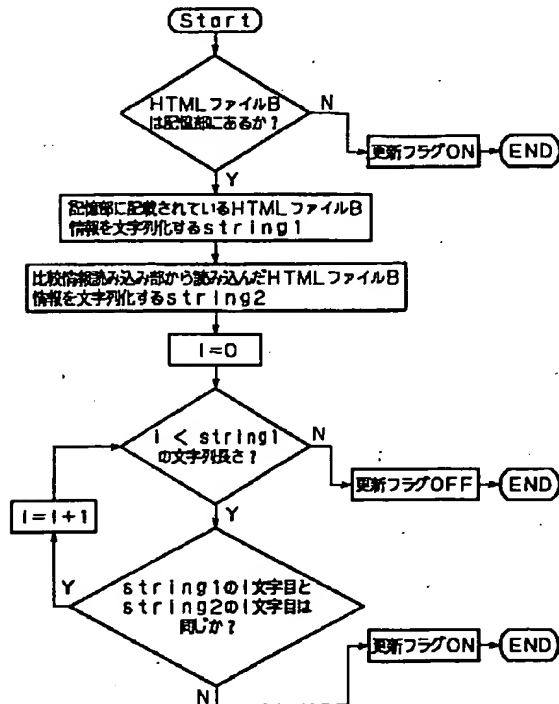 Start
HTMLファイルB
は記憶部にあるか？
N
更新フラグON
END
Y
記憶部に記載されているHTMLファイルB
情報を文字列化するstring1
比較情報読み込み部から読み込んだHTMLファイルB
情報を文字列化するstring2
i=0
i < string1
の文字列長さ？
N
更新フラグOFF
END
i=i+1
Y
Y
string1のi文字目と
string2のi文字目は
同じか？
更新フラグON
END
N